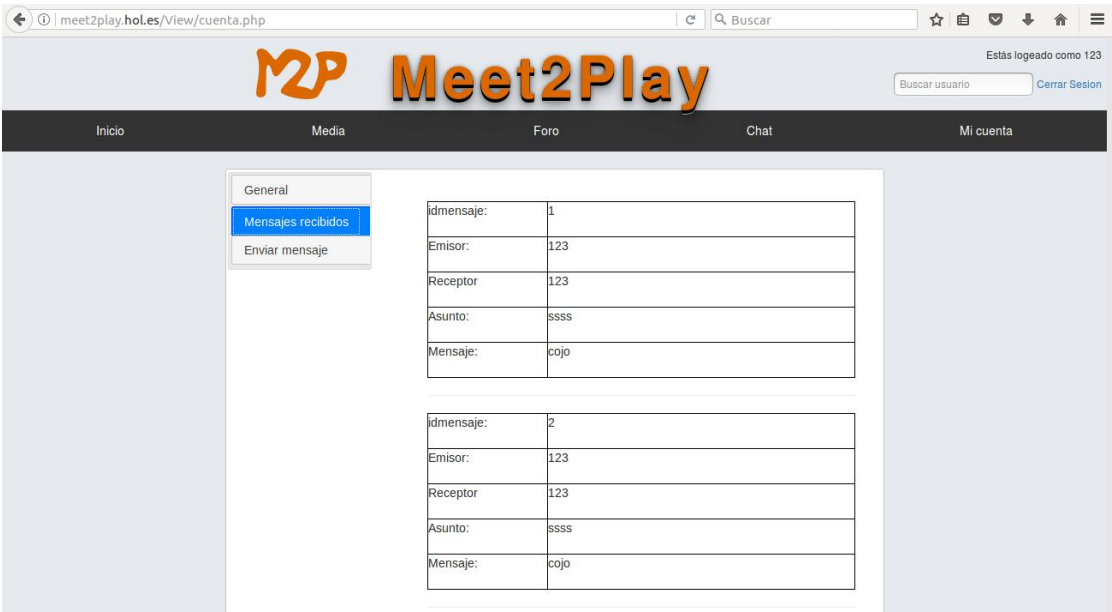 meet2play.hol.es/View/cuenta.php
Buscar
M2P
Meet2Play
Estás logeado como 123
Buscar usuario
Cerrar Sesion
Inicio
Media
Foro
Chat
Mi cuenta
General
Mensajes recibidos
Enviar mensaje
idmensaje: 1
Emisor: 123
Receptor 123
Asunto: ssss
Mensaje: cojo
idmensaje: 2
Emisor: 123
Receptor 123
Asunto: ssss
Mensaje: cojo